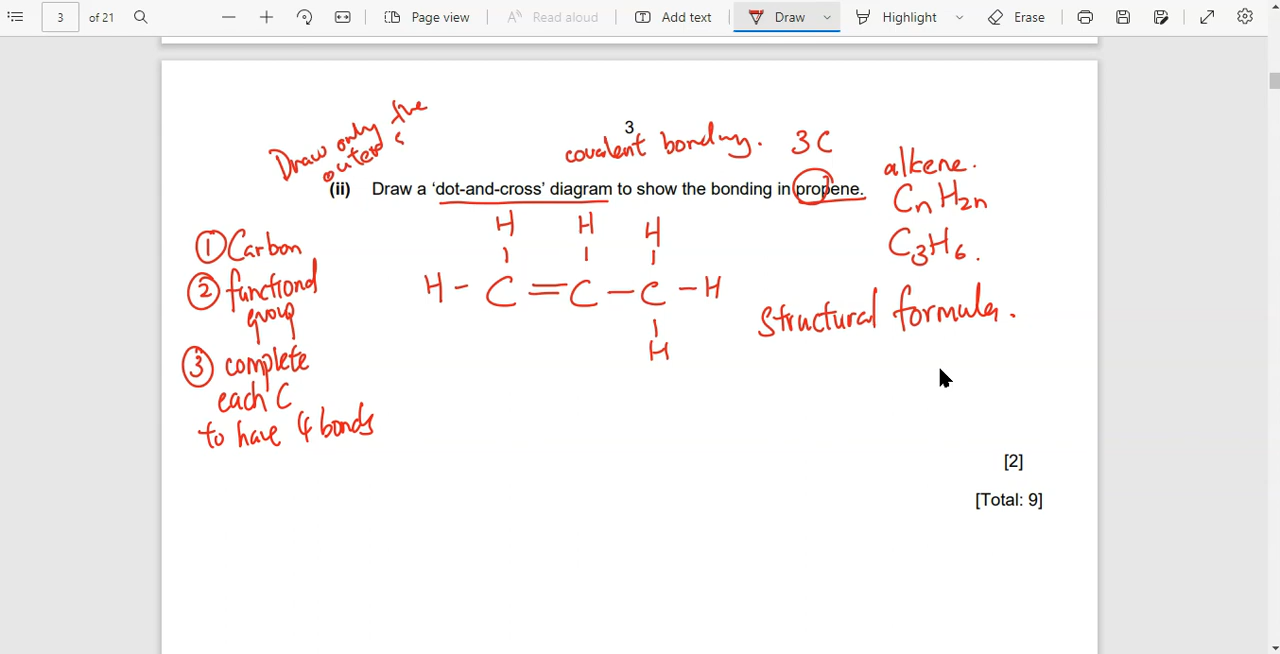 3 of 21 Page view Read aloud Add text Draw Highlight Erase
3
Draw only the
outer e
covalent bonding. 3C
(ii) Draw a 'dot-and-cross' diagram to show the bonding in propene.
alkene.
CnH2n
C3H6.
H H H
H - C = C - C - H
H
structural formula.
① Carbon
② functional
group
③ complete
each C
to have 4 bonds
[2]
[Total: 9]